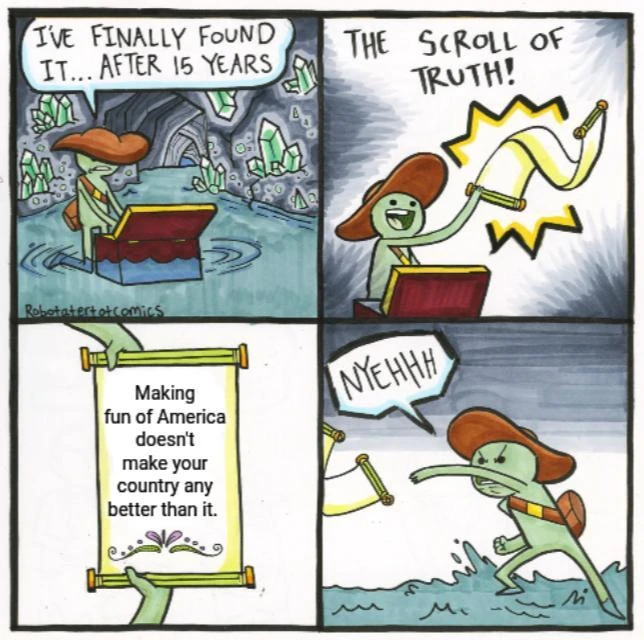 I'VE FINALLY FOUND
IT... AFTER 15 YEARS
THE SCROLL OF
TRUTH!
Robotatertotcomics
Making
fun of America
doesn't
make your
country any
better than it.
NYEHHH